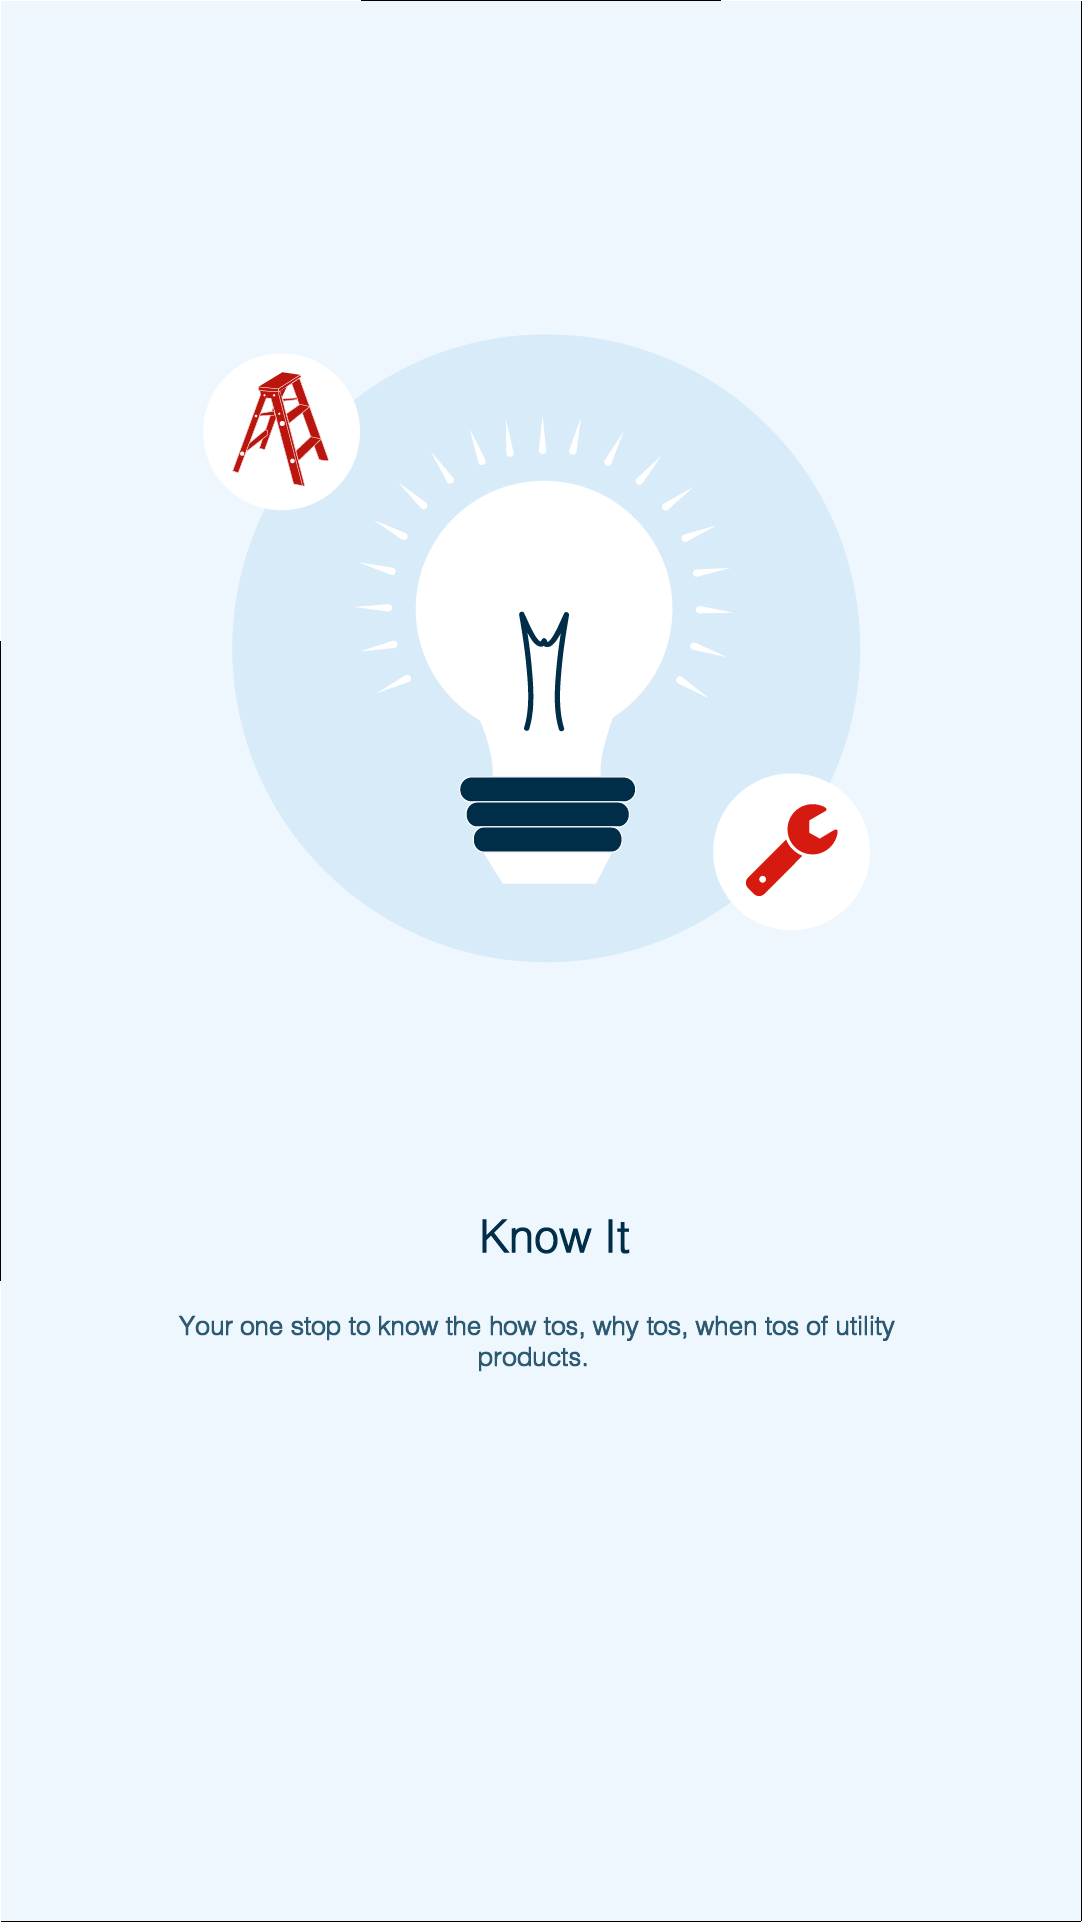 Know It
Your one stop to know the how tos, why tos, when tos of utility
products.